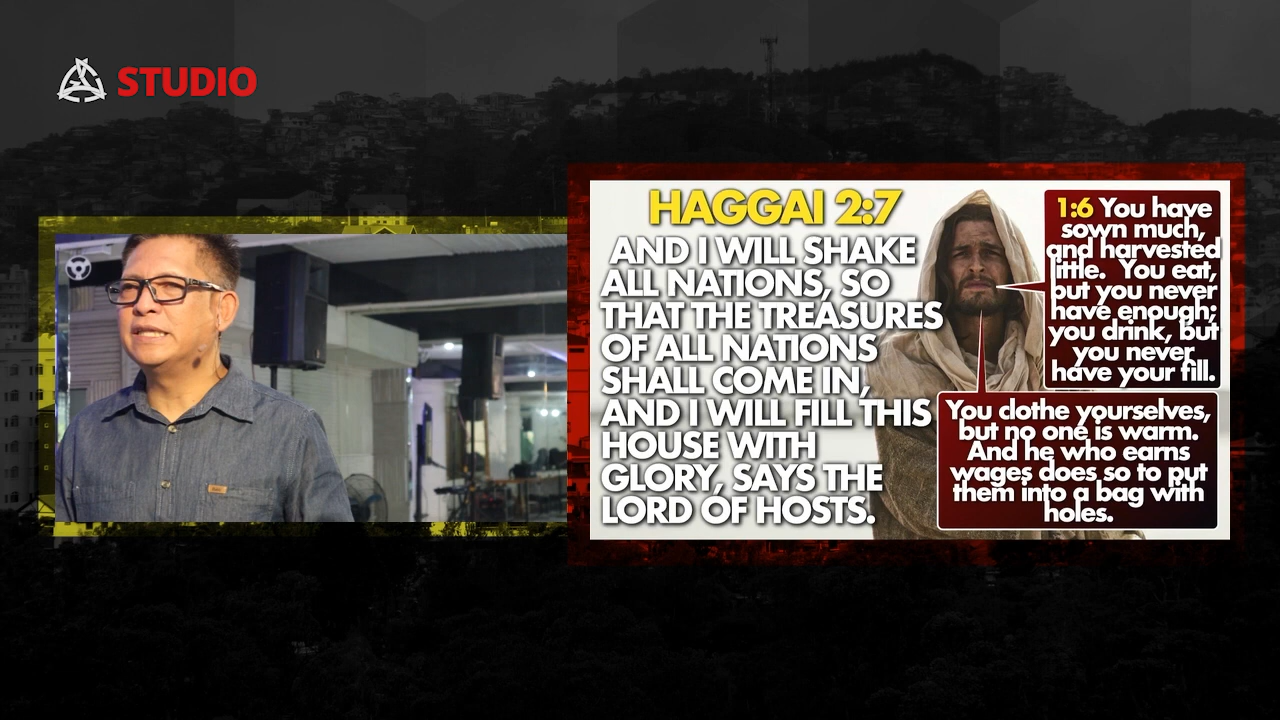 STUDIO
HAGGAI 2:7
AND I WILL SHAKE
ALL NATIONS, SO
THAT THE TREASURES
OF ALL NATIONS
SHALL COME IN,
AND I WILL FILL THIS
HOUSE WITH
GLORY, SAYS THE
LORD OF HOSTS.
1:6 You have
sown much,
and harvested
little. You eat,
but you never
have enough;
you drink, but
you never
have your fill.
You clothe yourselves,
but no one is warm.
And he who earns
wages does so to put
them into a bag with
holes.